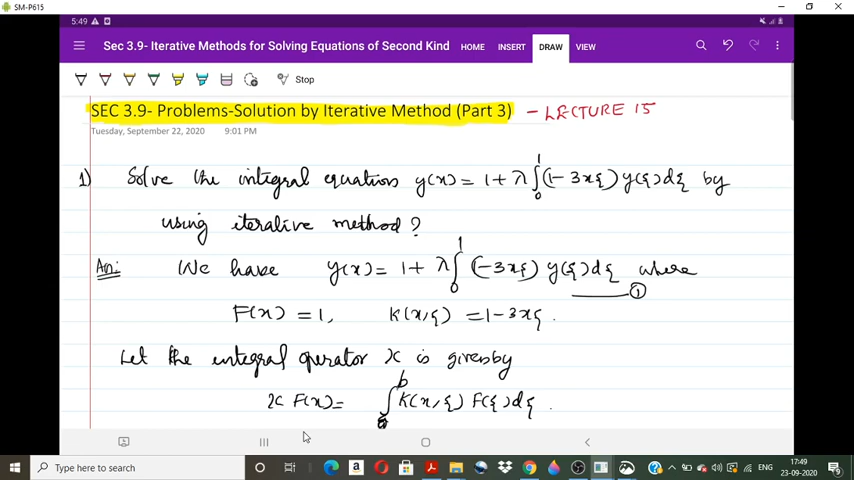 SM-P615
5:49
Sec 3.9- Iterative Methods for Solving Equations of Second Kind HOME INSERT DRAW VIEW
Stop
SEC 3.9- Problems-Solution by Iterative Method (Part 3) - LECTURE 15
Tuesday, September 22, 2020 9:01 PM
1) Solve the integral equations y(x) = 1 + λ ∫₀¹ (1-3xξ) y(ξ)dξ by
using iteralive method?
Ans: We have y(x) = 1 + λ ∫₀¹ (1-3xξ) y(ξ)dξ where
①
F(x) = 1, K(x,ξ) = 1-3xξ.
Let the integral operator K is given by
K F(x) = ∫ₐᵇ K(x,ξ) F(ξ)dξ.
Type here to search
ENG
17:49
23-09-2020